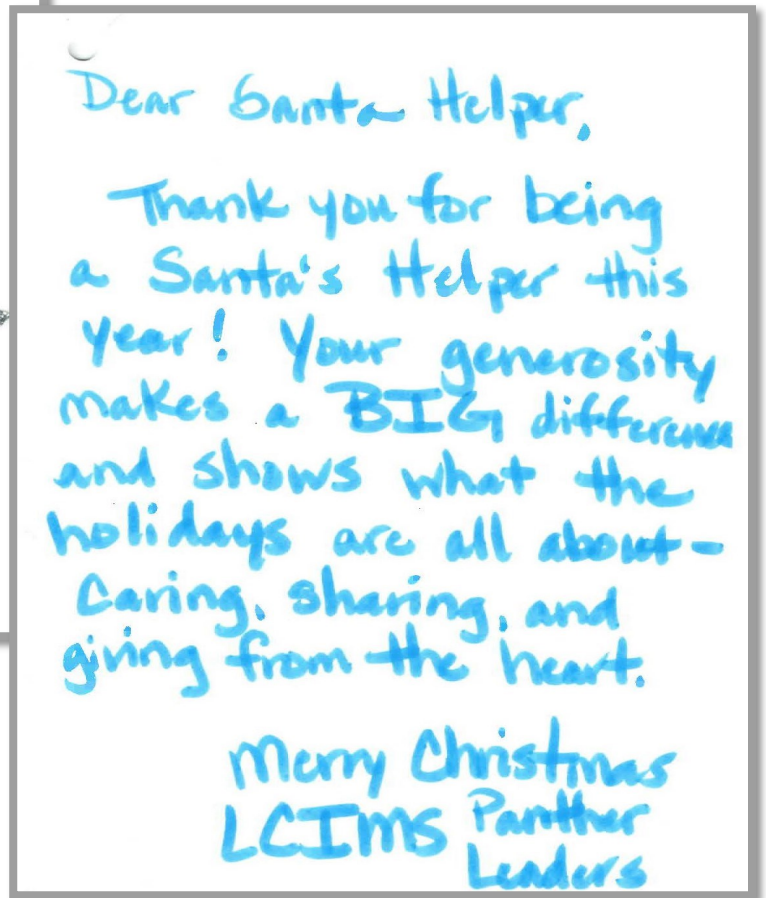 Dear Santa Helper,
Thank you for being
a Santa's Helper this
year! Your generosity
makes a BIG difference
and shows what the
holidays are all about-
Caring, sharing, and
giving from the heart.
Merry Christmas
LCIMS Panther
Leaders